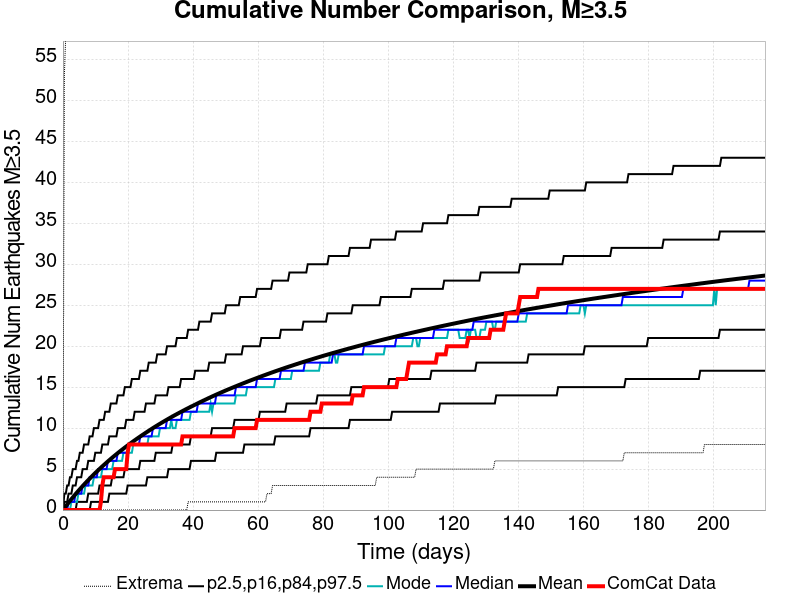 Cumulative Number Comparison, M≥3.5
Cumulative Num Earthquakes M≥3.5
55
50
45
40
35
30
25
20
15
10
5
0
0 20 40 60 80 100 120 140 160 180 200
Time (days)
Extrema p2.5,p16,p84,p97.5 Mode Median Mean ComCat Data